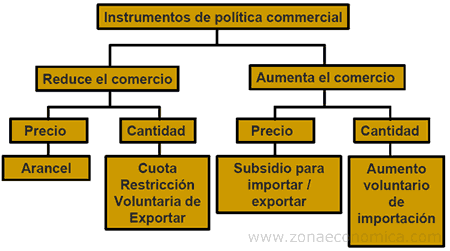 Instrumentos de política commercial
Reduce el comercio
Aumenta el comercio
Precio
Cantidad
Precio
Cantidad
Arancel
Cuota
Restricción
Voluntaria de
Exportar
Subsidio para
importar /
exportar
Aumento
voluntario
de
importación
www.zonaeconomica.com